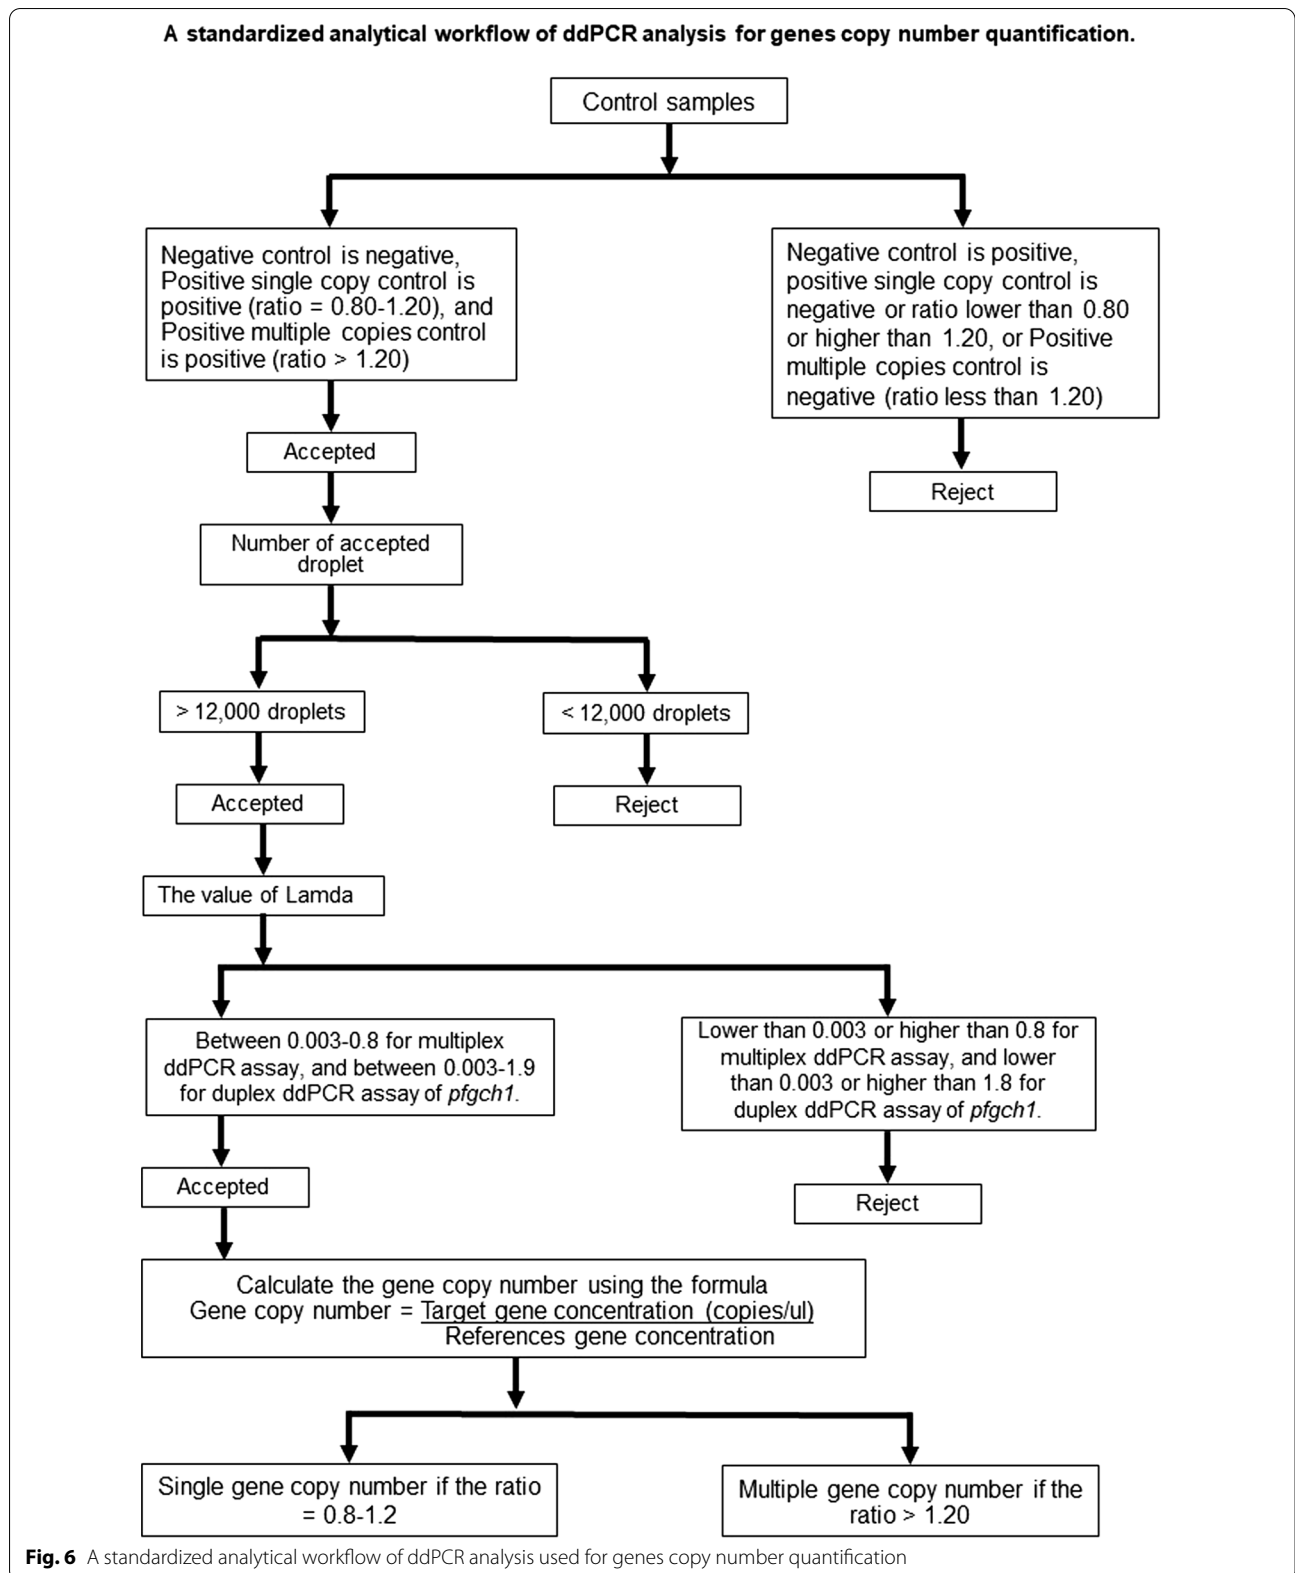 A standardized analytical workflow of ddPCR analysis for genes copy number quantification.
Control samples
Negative control is negative,
Positive single copy control is
positive (ratio = 0.80-1.20), and
Positive multiple copies control
is positive (ratio > 1.20)
Negative control is positive,
positive single copy control is
negative or ratio lower than 0.80
or higher than 1.20, or Positive
multiple copies control is
negative (ratio less than 1.20)
Accepted
Reject
Number of accepted
droplet
> 12,000 droplets
< 12,000 droplets
Accepted
Reject
The value of Lamda
Between 0.003-0.8 for multiplex
ddPCR assay, and between 0.003-1.9
for duplex ddPCR assay of pfgch1.
Lower than 0.003 or higher than 0.8 for
multiplex ddPCR assay, and lower
than 0.003 or higher than 1.8 for
duplex ddPCR assay of pfgch1.
Accepted
Reject
Calculate the gene copy number using the formula
Gene copy number = Target gene concentration (copies/ul)
References gene concentration
Single gene copy number if the ratio
= 0.8-1.2
Multiple gene copy number if the
ratio > 1.20
Fig. 6 A standardized analytical workflow of ddPCR analysis used for genes copy number quantification